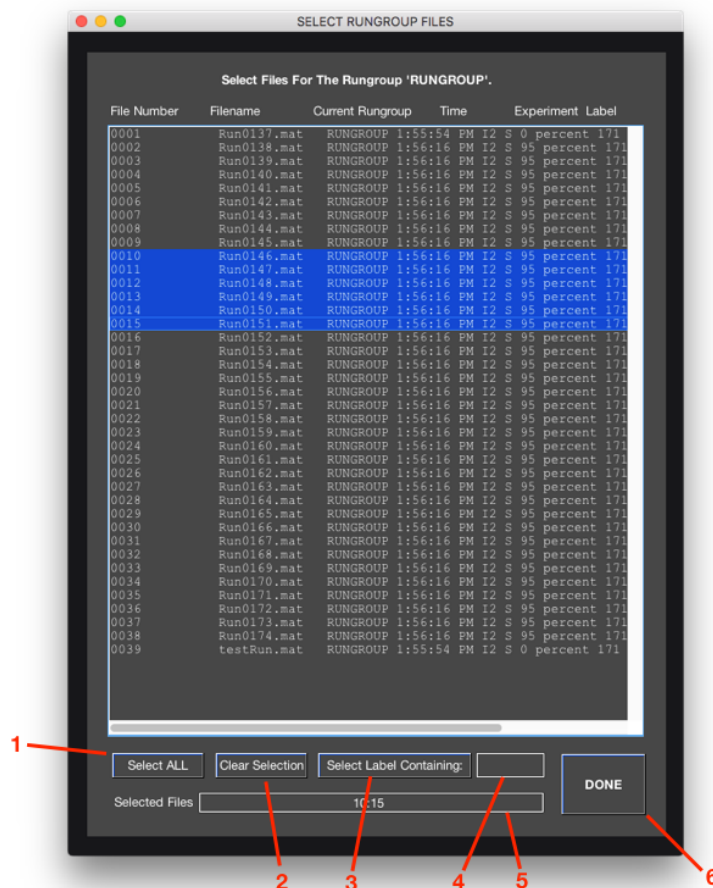 SELECT RUNGROUP FILES
Select Files For The Rungroup 'RUNGROUP'.
File Number Filename Current Rungroup Time Experiment Label
0001 Run0137.mat RUNGROUP 1:55:54 PM I2 S 0 percent 171
0002 Run0138.mat RUNGROUP 1:56:16 PM I2 S 95 percent 171
0003 Run0139.mat RUNGROUP 1:56:16 PM I2 S 95 percent 171
0004 Run0140.mat RUNGROUP 1:56:16 PM I2 S 95 percent 171
0005 Run0141.mat RUNGROUP 1:56:16 PM I2 S 95 percent 171
0006 Run0142.mat RUNGROUP 1:56:16 PM I2 S 95 percent 171
0007 Run0143.mat RUNGROUP 1:56:16 PM I2 S 95 percent 171
0008 Run0144.mat RUNGROUP 1:56:16 PM I2 S 95 percent 171
0009 Run0145.mat RUNGROUP 1:56:16 PM I2 S 95 percent 171
0010 Run0146.mat RUNGROUP 1:56:16 PM I2 S 95 percent 171
0011 Run0147.mat RUNGROUP 1:56:16 PM I2 S 95 percent 171
0012 Run0148.mat RUNGROUP 1:56:16 PM I2 S 95 percent 171
0013 Run0149.mat RUNGROUP 1:56:16 PM I2 S 95 percent 171
0014 Run0150.mat RUNGROUP 1:56:16 PM I2 S 95 percent 171
0015 Run0151.mat RUNGROUP 1:56:16 PM I2 S 95 percent 171
0016 Run0152.mat RUNGROUP 1:56:16 PM I2 S 95 percent 171
0017 Run0153.mat RUNGROUP 1:56:16 PM I2 S 95 percent 171
0018 Run0154.mat RUNGROUP 1:56:16 PM I2 S 95 percent 171
0019 Run0155.mat RUNGROUP 1:56:16 PM I2 S 95 percent 171
0020 Run0156.mat RUNGROUP 1:56:16 PM I2 S 95 percent 171
0021 Run0157.mat RUNGROUP 1:56:16 PM I2 S 95 percent 171
0022 Run0158.mat RUNGROUP 1:56:16 PM I2 S 95 percent 171
0023 Run0159.mat RUNGROUP 1:56:16 PM I2 S 95 percent 171
0024 Run0160.mat RUNGROUP 1:56:16 PM I2 S 95 percent 171
0025 Run0161.mat RUNGROUP 1:56:16 PM I2 S 95 percent 171
0026 Run0162.mat RUNGROUP 1:56:16 PM I2 S 95 percent 171
0027 Run0163.mat RUNGROUP 1:56:16 PM I2 S 95 percent 171
0028 Run0164.mat RUNGROUP 1:56:16 PM I2 S 95 percent 171
0029 Run0165.mat RUNGROUP 1:56:16 PM I2 S 95 percent 171
0030 Run0166.mat RUNGROUP 1:56:16 PM I2 S 95 percent 171
0031 Run0167.mat RUNGROUP 1:56:16 PM I2 S 95 percent 171
0032 Run0168.mat RUNGROUP 1:56:16 PM I2 S 95 percent 171
0033 Run0169.mat RUNGROUP 1:56:16 PM I2 S 95 percent 171
0034 Run0170.mat RUNGROUP 1:56:16 PM I2 S 95 percent 171
0035 Run0171.mat RUNGROUP 1:56:16 PM I2 S 95 percent 171
0036 Run0172.mat RUNGROUP 1:56:16 PM I2 S 95 percent 171
0037 Run0173.mat RUNGROUP 1:56:16 PM I2 S 95 percent 171
0038 Run0174.mat RUNGROUP 1:56:16 PM I2 S 95 percent 171
0039 testRun.mat RUNGROUP 1:55:54 PM I2 S 0 percent 171
1
Select ALL Clear Selection Select Label Containing:
DONE
Selected Files 10:15
2 3 4 5 6